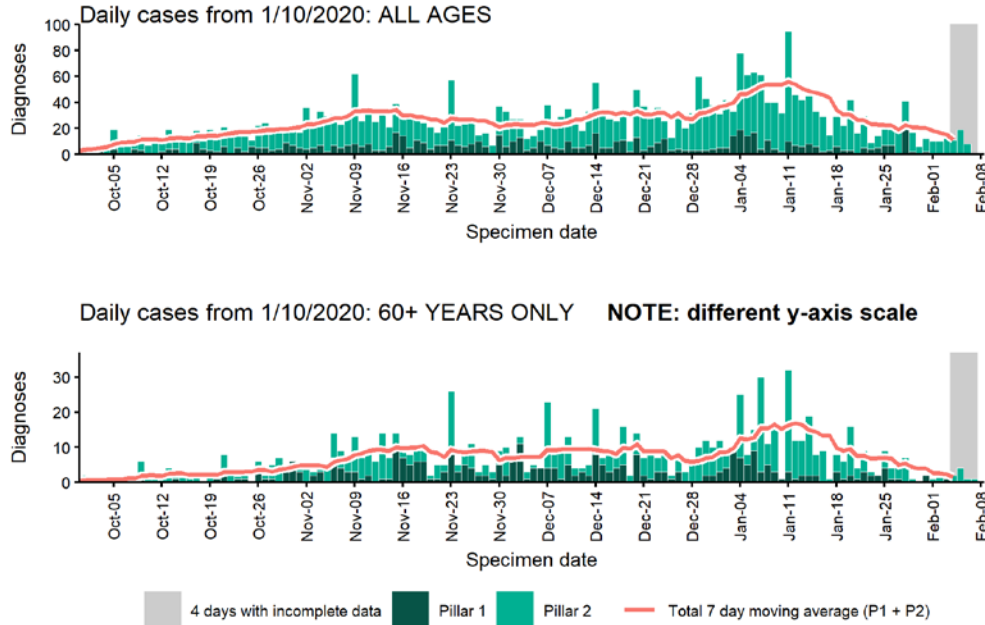 Daily cases from 1/10/2020: ALL AGES
Diagnoses
100
80
60
40
20
0
Oct-05
Oct-12
Oct-19
Oct-26
Nov-02
Nov-09
Nov-16
Nov-23
Nov-30
Dec-07
Dec-14
Dec-21
Dec-28
Jan-04
Jan-11
Jan-18
Jan-25
Feb-01
Feb-08
Specimen date
Daily cases from 1/10/2020: 60+ YEARS ONLY NOTE: different y-axis scale
Diagnoses
30
20
10
0
Oct-05
Oct-12
Oct-19
Oct-26
Nov-02
Nov-09
Nov-16
Nov-23
Nov-30
Dec-07
Dec-14
Dec-21
Dec-28
Jan-04
Jan-11
Jan-18
Jan-25
Feb-01
Feb-08
Specimen date
4 days with incomplete data Pillar 1 Pillar 2 Total 7 day moving average (P1 + P2)